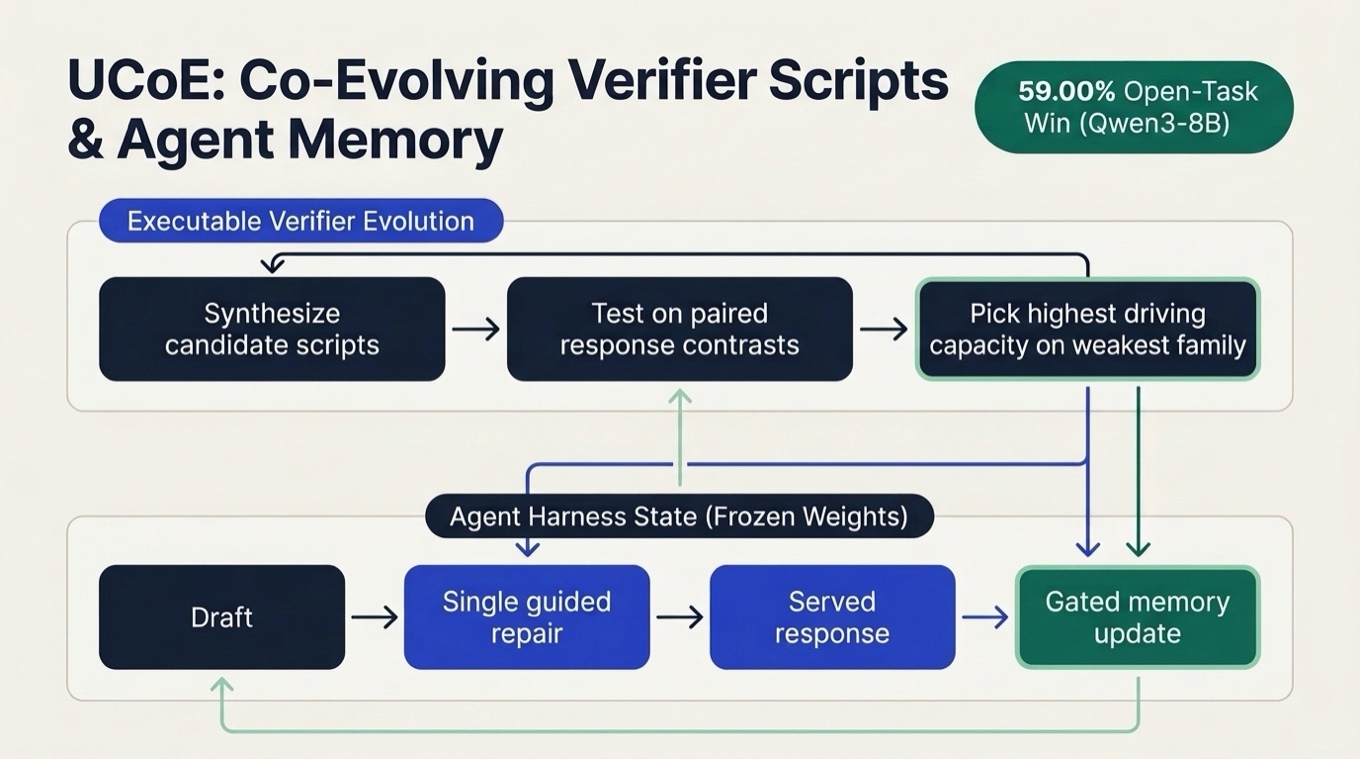 UCoE: Co-Evolving Verifier Scripts
& Agent Memory
59.00% Open-Task
Win (Qwen3-8B)
Executable Verifier Evolution
Synthesize
candidate scripts
Test on paired
response contrasts
Pick highest driving
capacity on weakest family
Agent Harness State (Frozen Weights)
Draft
Single guided
repair
Served
response
Gated memory
update